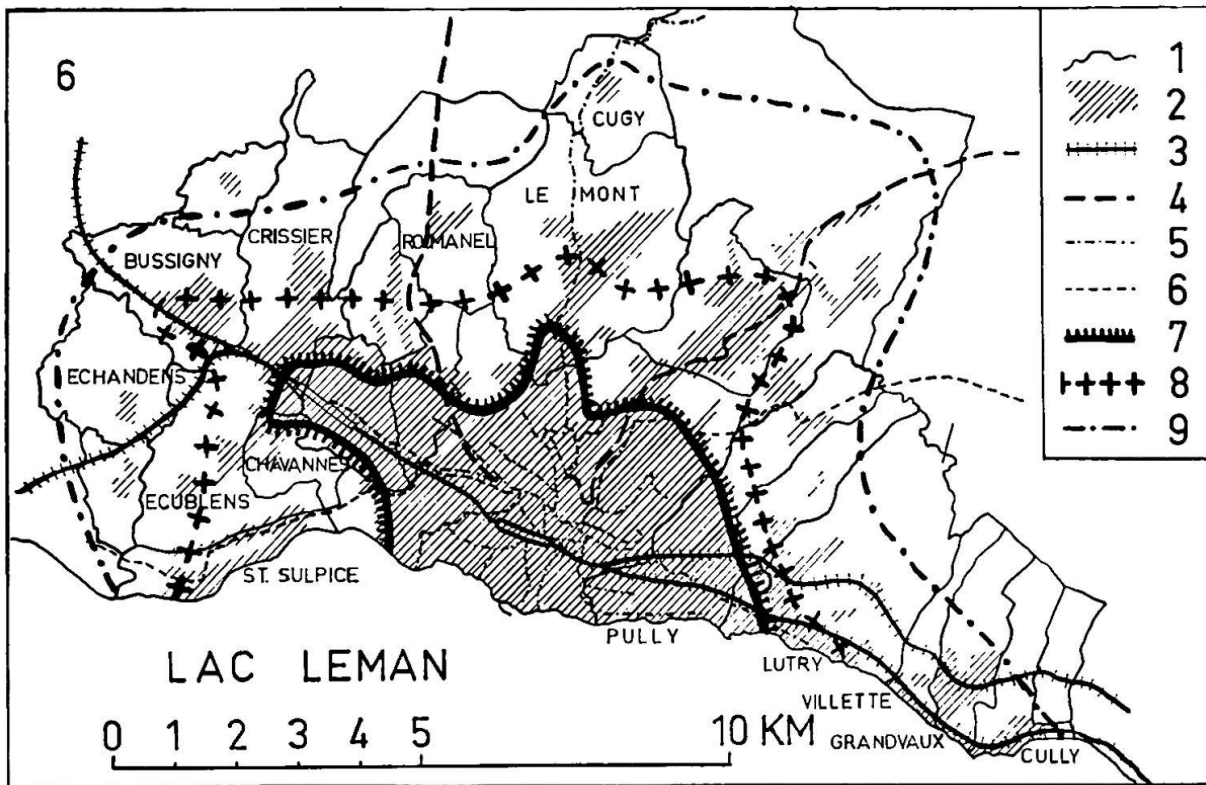 6
CUGY
LE MONT
CRISSIER
ROMANEL
BUSSIGNY
ECHANDENS
CHAVANNES
ECUBLENS
ST. SULPICE
PULLY
LAC LEMAN
LUTRY
VILLETTE
GRANDVAUX
CULLY
0 1 2 3 4 5 10 KM
1
2
3
4
5
6
7
8
9